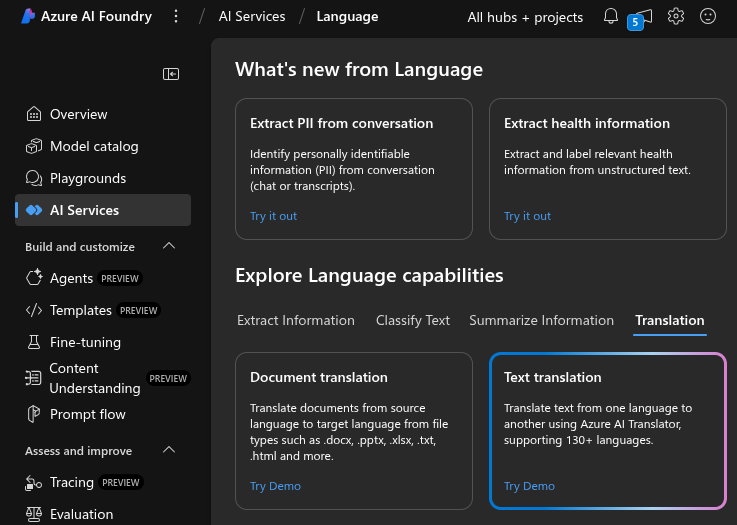 Azure AI Foundry
/ AI Services / Language
All hubs + projects
5
What's new from Language
Extract PII from conversation
Identify personally identifiable
information (PII) from conversation
(chat or transcripts).
Try it out
Extract health information
Extract and label relevant health
information from unstructured text.
Try it out
Overview
Model catalog
Playgrounds
AI Services
Build and customize
Agents PREVIEW
Templates PREVIEW
Fine-tuning
Content
Understanding PREVIEW
Prompt flow
Assess and improve
Tracing PREVIEW
Evaluation
Explore Language capabilities
Extract Information Classify Text Summarize Information Translation
Document translation
Translate documents from source
language to target language from file
types such as .docx, .pptx, .xlsx, .txt,
.html and more.
Try Demo
Text translation
Translate text from one language to
another using Azure AI Translator,
supporting 130+ languages.
Try Demo